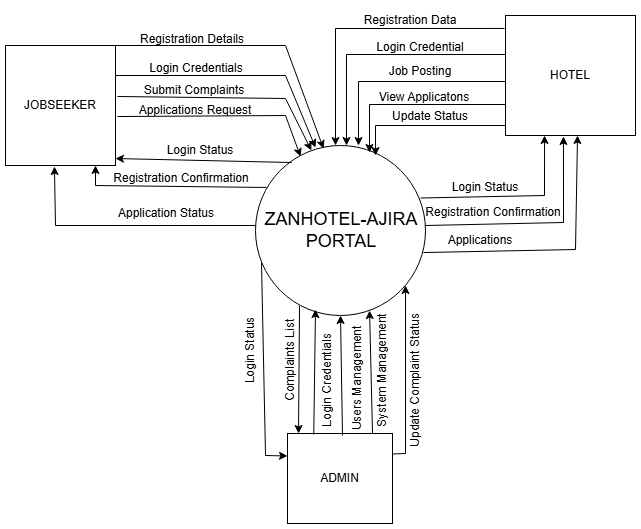 Registration Details
Login Credentials
Submit Complaints
Applications Request
JOBSEEKER
Login Status
Registration Confirmation
Application Status
Registration Data
Login Credential
Job Posting
View Applicatons
Update Status
HOTEL
Login Status
Registration Confirmation
Applications
ZANHOTEL-AJIRA
PORTAL
Login Status
Complaints List
Login Credentials
Users Management
System Management
Update Complaint Status
ADMIN